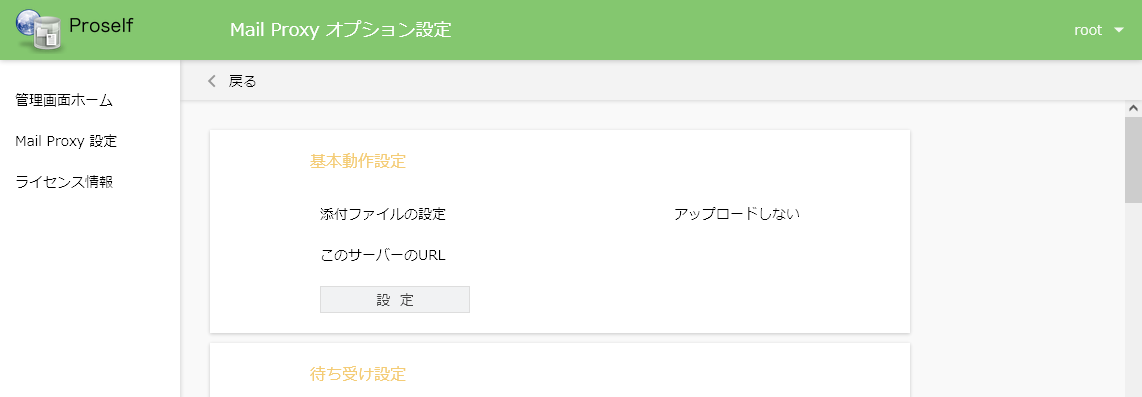 Proself
Mail Proxy オプション設定
root
戻る
管理画面ホーム
Mail Proxy 設定
ライセンス情報
基本動作設定
添付ファイルの設定 アップロードしない
このサーバーのURL
設 定
待ち受け設定